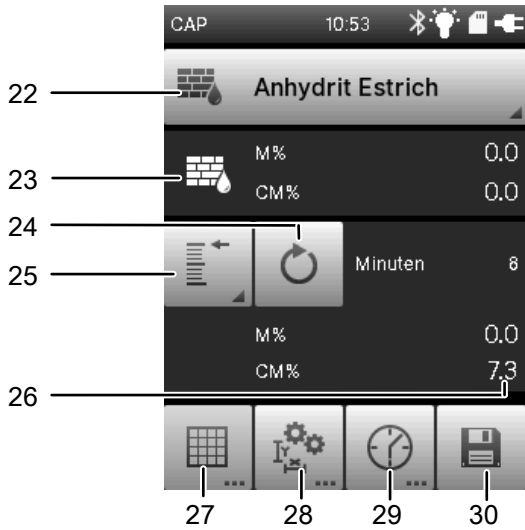 CAP 10:53
22 Anhydrit Estrich
23 M% 0.0
CM% 0.0
24
25 Minuten 8
M% 0.0
26 CM% 7.3
27 28 29 30